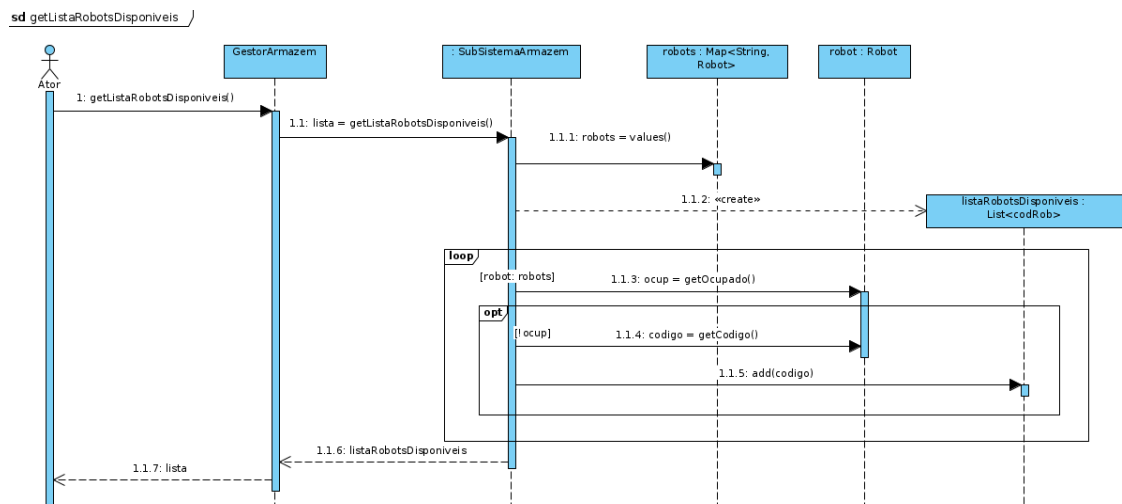 sd getListaRobotsDisponiveis
Ator
GestorArmazem
: SubSistemaArmazem
robots : Map<String,
Robot>
robot : Robot
1: getListaRobotsDisponiveis()
1.1: lista = getListaRobotsDisponiveis()
1.1.1: robots = values()
1.1.2: «create»
listaRobotsDisponiveis :
List<codRob>
loop
[robot: robots]
1.1.3: ocup = getOcupado()
opt
[!ocup]
1.1.4: codigo = getCodigo()
1.1.5: add(codigo)
1.1.6: listaRobotsDisponiveis
1.1.7: lista